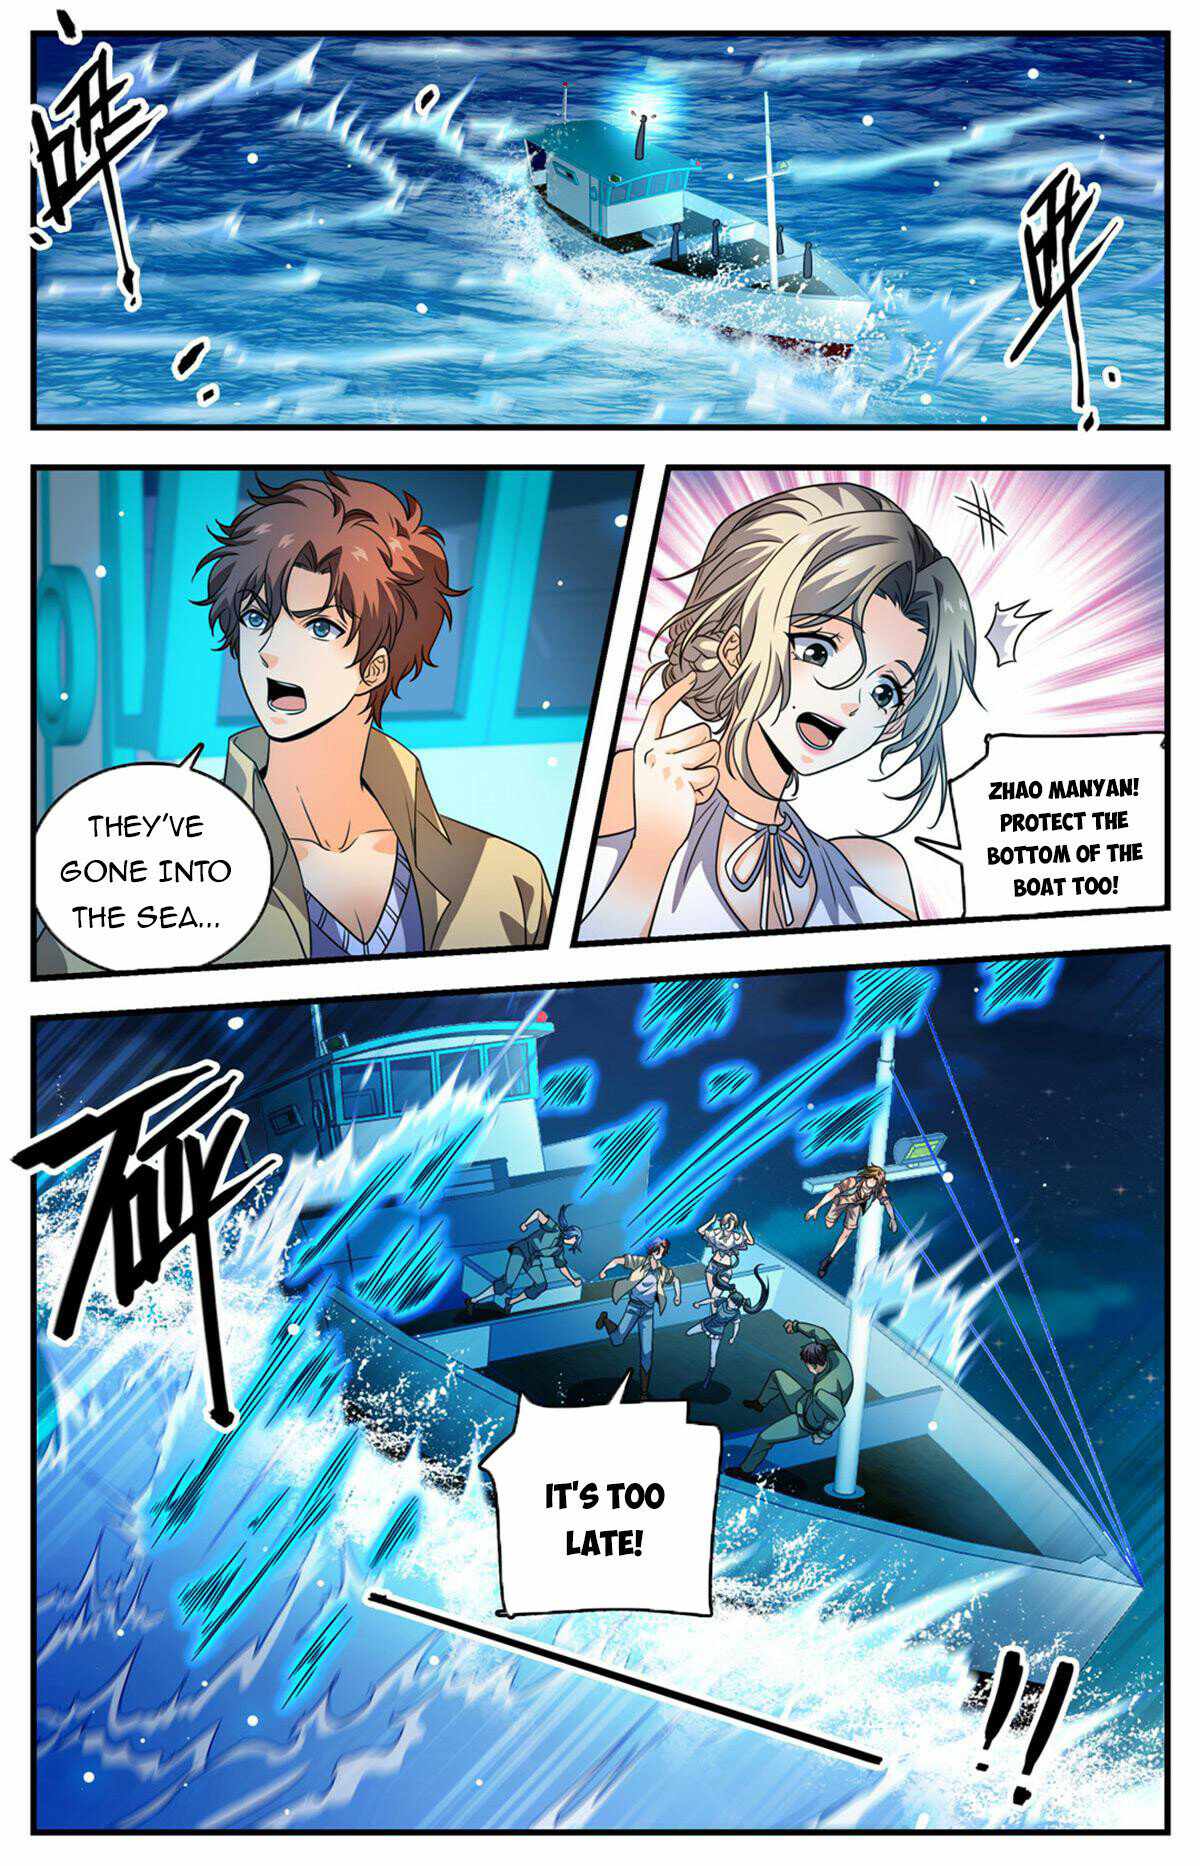 THEY'VE
GONE INTO
THE SEA...
ZHAO MANYAN!
PROTECT THE
BOTTOM OF THE
BOAT TOO!
IT'S TOO
LATE!
!!